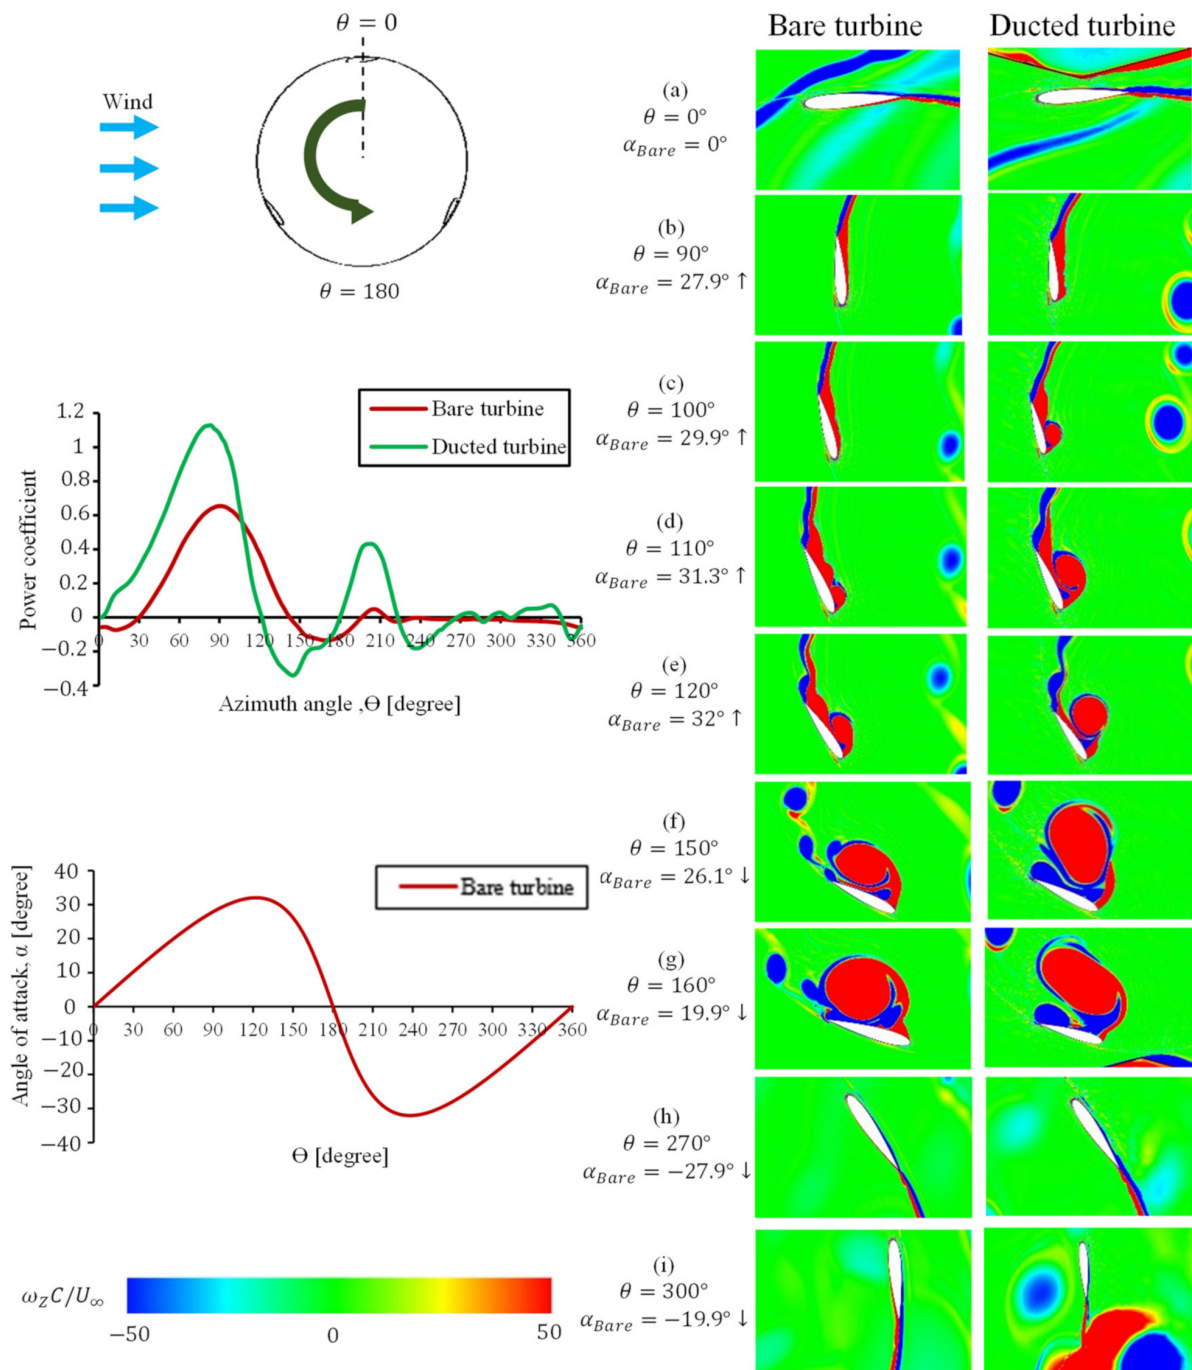 Bare turbine
Ducted turbine
θ = 0
Wind
θ = 180
(a)
θ = 0°
α_Bare = 0°
(b)
θ = 90°
α_Bare = 27.9° ↑
(c)
θ = 100°
α_Bare = 29.9° ↑
(d)
θ = 110°
α_Bare = 31.3° ↑
(e)
θ = 120°
α_Bare = 32° ↑
(f)
θ = 150°
α_Bare = 26.1° ↓
(g)
θ = 160°
α_Bare = 19.9° ↓
(h)
θ = 270°
α_Bare = −27.9° ↓
(i)
θ = 300°
α_Bare = −19.9° ↓
Bare turbine
Ducted turbine
Power coefficient
1.2
1
0.8
0.6
0.4
0.2
0
−0.2
−0.4
0 30 60 90 120 150 180 210 240 270 300 330 360
Azimuth angle ,Θ [degree]
Bare turbine
Angle of attack, α [degree]
40
30
20
10
0
−10
−20
−30
−40
0 30 60 90 120 150 180 210 240 270 300 330 360
Θ [degree]
ω_Z C/U_∞
−50 0 50